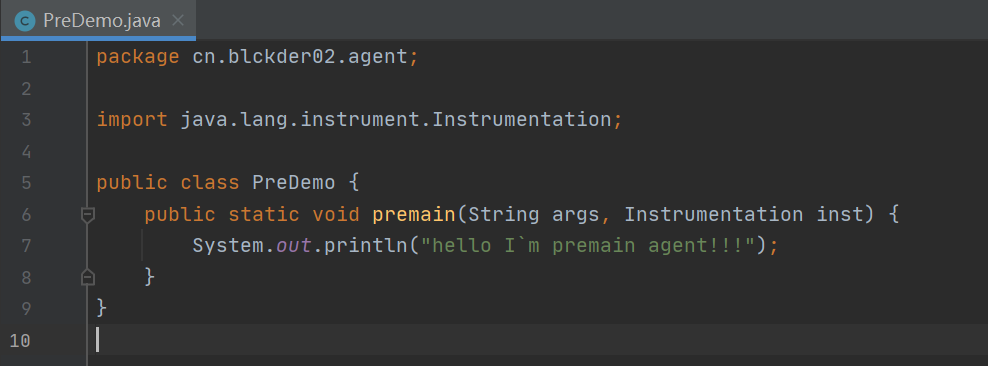 PreDemo.java
1 package cn.blckder02.agent;
2
3 import java.lang.instrument.Instrumentation;
4
5 public class PreDemo {
6 public static void premain(String args, Instrumentation inst) {
7 System.out.println("hello I`m premain agent!!!");
8 }
9 }
10